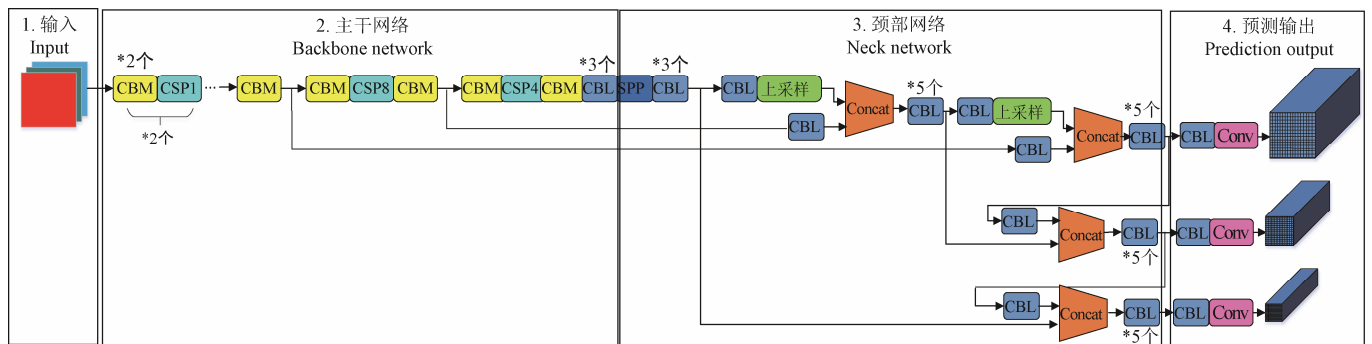 1. 输入
Input
2. 主干网络
Backbone network
3. 颈部网络
Neck network
4. 预测输出
Prediction output
*2个
*3个
*3个
CBM CSP1 ··· CBM CBM CSP8 CBM CBM CSP4 CBM CBL SPP CBL CBL 上采样
*2个
CBL
Concat
*5个
CBL
CBL 上采样
CBL
Concat
*5个
CBL
CBL Conv
CBL
Concat
CBL
*5个
CBL Conv
CBL
Concat
CBL
*5个
CBL Conv